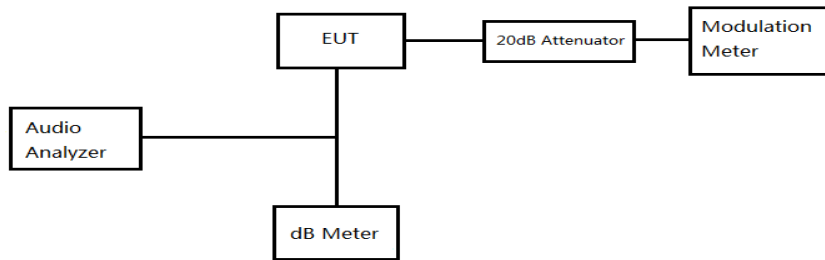 EUT
20dB Attenuator
Modulation
Meter
Audio
Analyzer
dB Meter